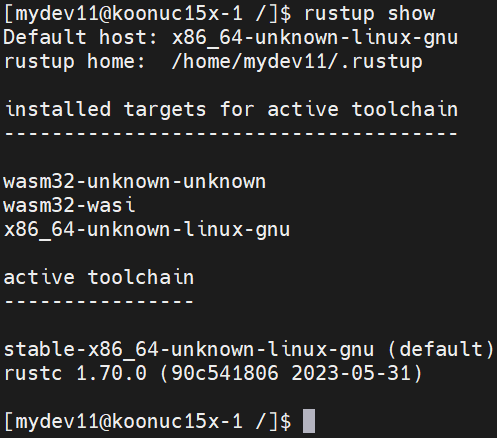 [mydev11@koonuc15x-1 /]$ rustup show
Default host: x86_64-unknown-linux-gnu
rustup home:  /home/mydev11/.rustup
installed targets for active toolchain
--------------------------------------
wasm32-unknown-unknown
wasm32-wasi
x86_64-unknown-linux-gnu
active toolchain
----------------
stable-x86_64-unknown-linux-gnu (default)
rustc 1.70.0 (90c541806 2023-05-31)
[mydev11@koonuc15x-1 /]$